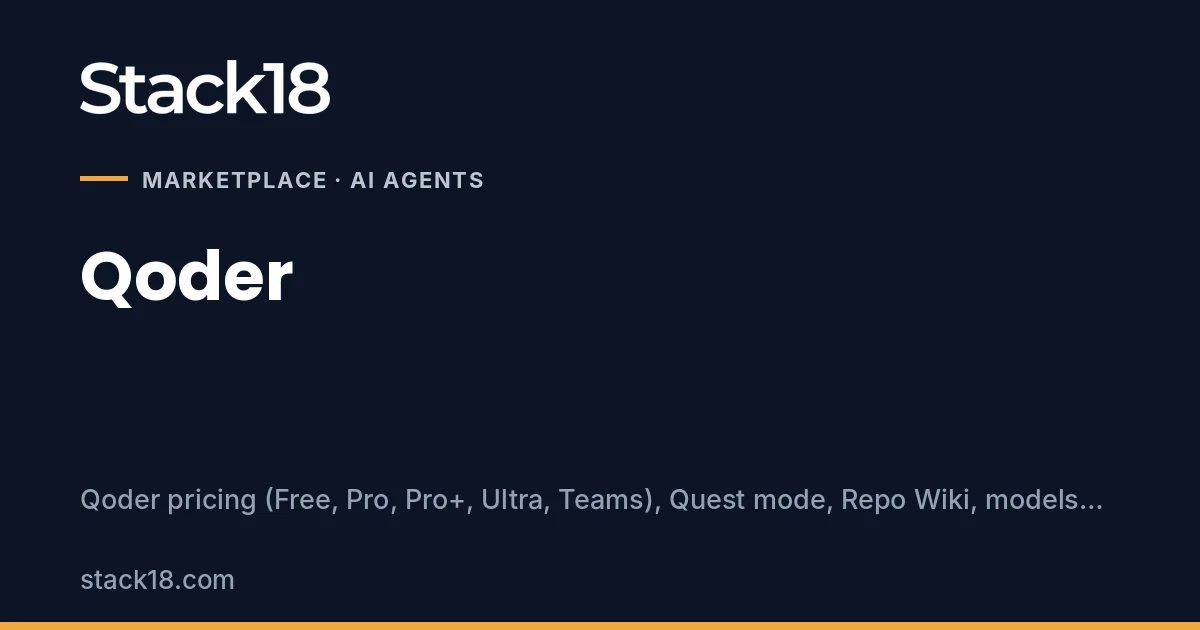 Stack18
MARKETPLACE · AI AGENTS
Qoder
Qoder pricing (Free, Pro, Pro+, Ultra, Teams), Quest mode, Repo Wiki, models...
stack18.com